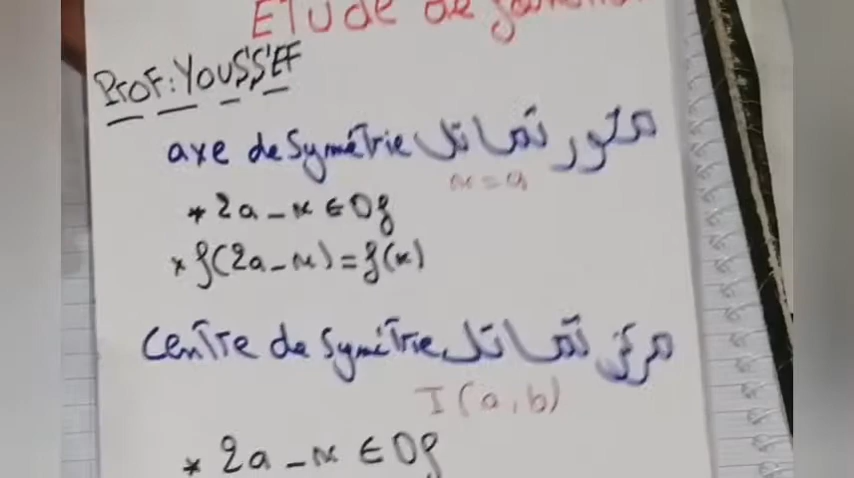 Etude de fonction
Prof: YOUSSEF
axe de Symétrie محور تماثل
x = a
* 2a - x ∈ Df
* f(2a - x) = f(x)
Centre de Symétrie مركز تماثل
I(a, b)
* 2a - x ∈ Df